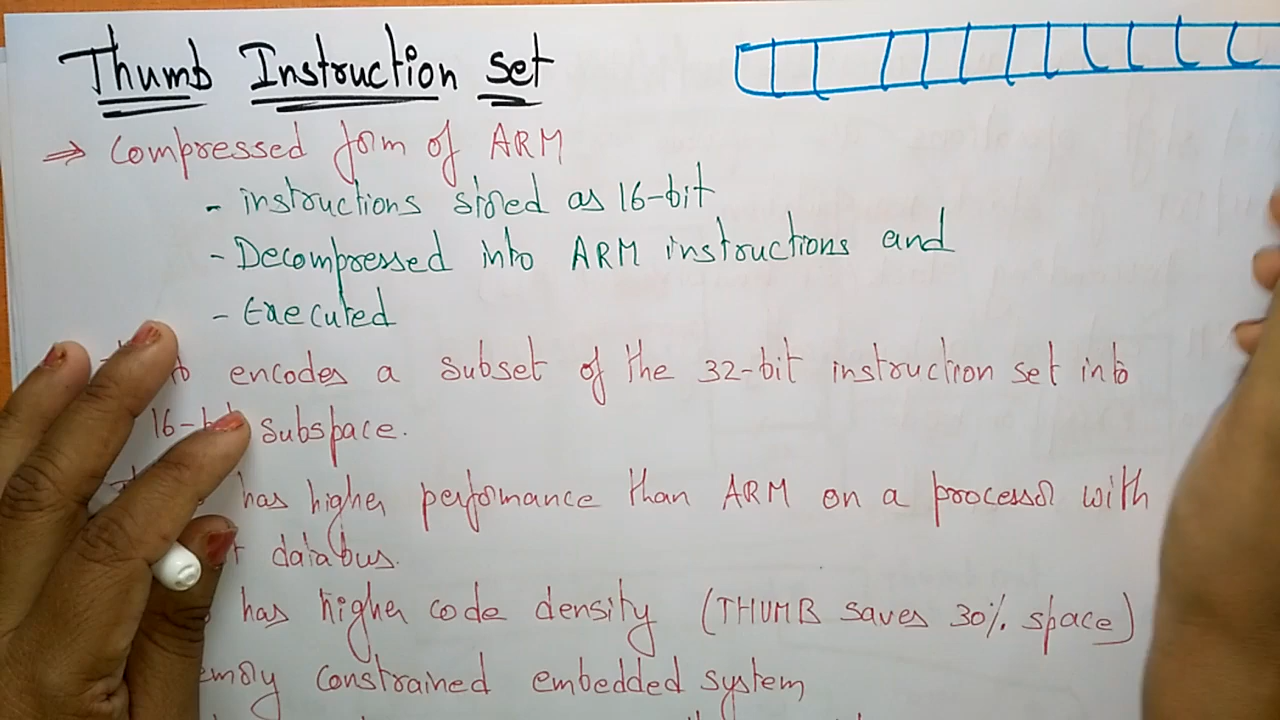 Thumb Instruction set
⇒ Compressed form of ARM
- instructions stored as 16-bit
- Decompressed into ARM instructions and
- Executed
encodes a subset of the 32-bit instruction set into
16-bit subspace.
has higher performance than ARM on a processor with
databus.
has higher code density (THUMB saves 30% space)
constrained embedded system